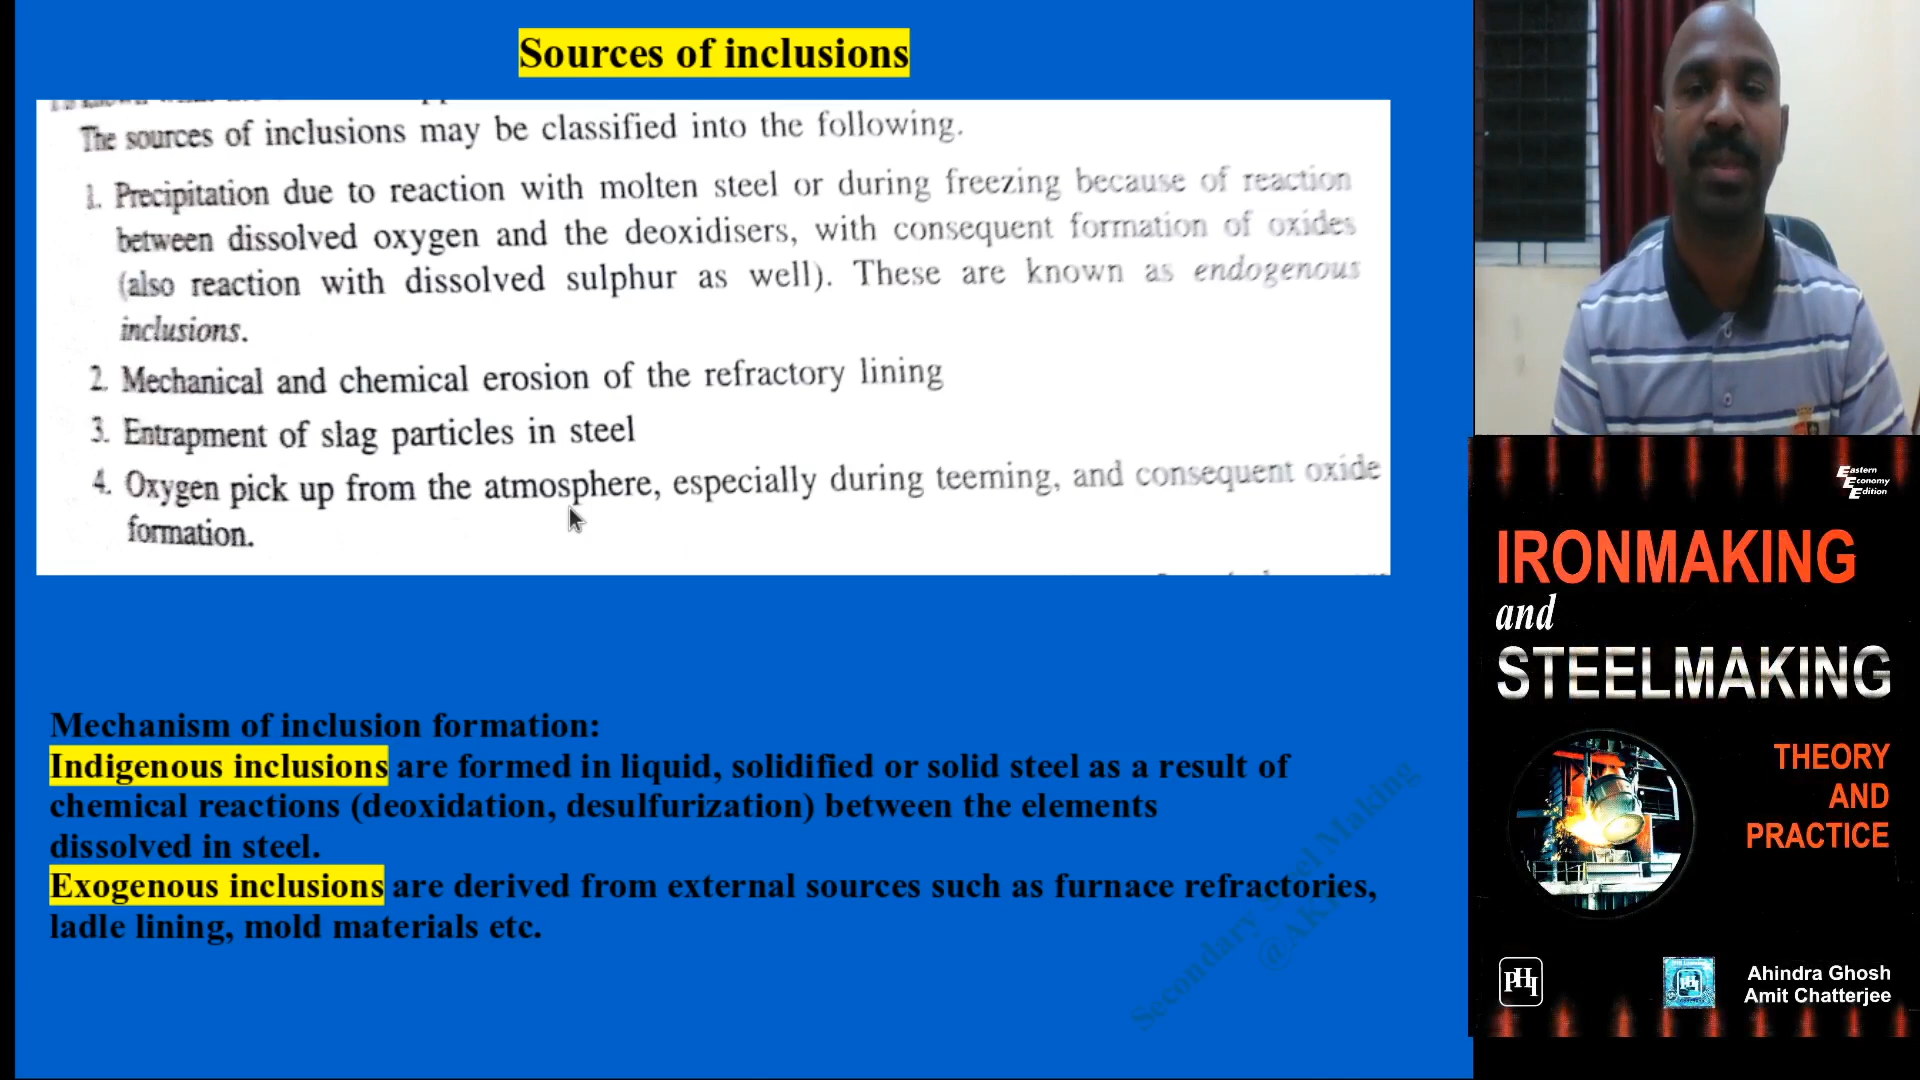 Sources of inclusions
The sources of inclusions may be classified into the following.
1. Precipitation due to reaction with molten steel or during freezing because of reaction
between dissolved oxygen and the deoxidisers, with consequent formation of oxides
(also reaction with dissolved sulphur as well). These are known as endogenous
inclusions.
2. Mechanical and chemical erosion of the refractory lining
3. Entrapment of slag particles in steel
4. Oxygen pick up from the atmosphere, especially during teeming, and consequent oxide
formation.
Mechanism of inclusion formation:
Indigenous inclusions are formed in liquid, solidified or solid steel as a result of
chemical reactions (deoxidation, desulfurization) between the elements
dissolved in steel.
Exogenous inclusions are derived from external sources such as furnace refractories,
ladle lining, mold materials etc.
Secondary Steel Making
Eastern
Economy
Edition
IRONMAKING
and
STEELMAKING
THEORY
AND
PRACTICE
PHI
Ahindra Ghosh
Amit Chatterjee